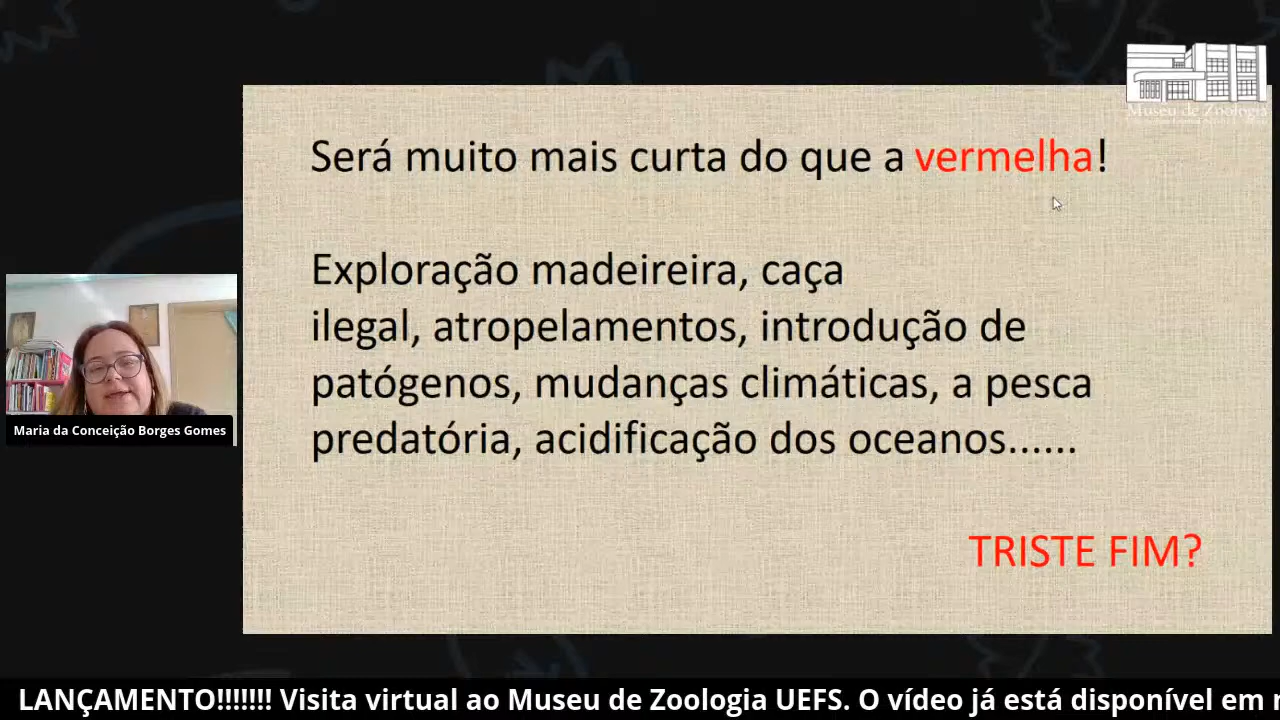 Museu de Zoologia
Será muito mais curta do que a vermelha!
Exploração madeireira, caça
ilegal, atropelamentos, introdução de
patógenos, mudanças climáticas, a pesca
predatória, acidificação dos oceanos......
TRISTE FIM?
Maria da Conceição Borges Gomes
LANÇAMENTO!!!!!!! Visita virtual ao Museu de Zoologia UEFS. O vídeo já está disponível em